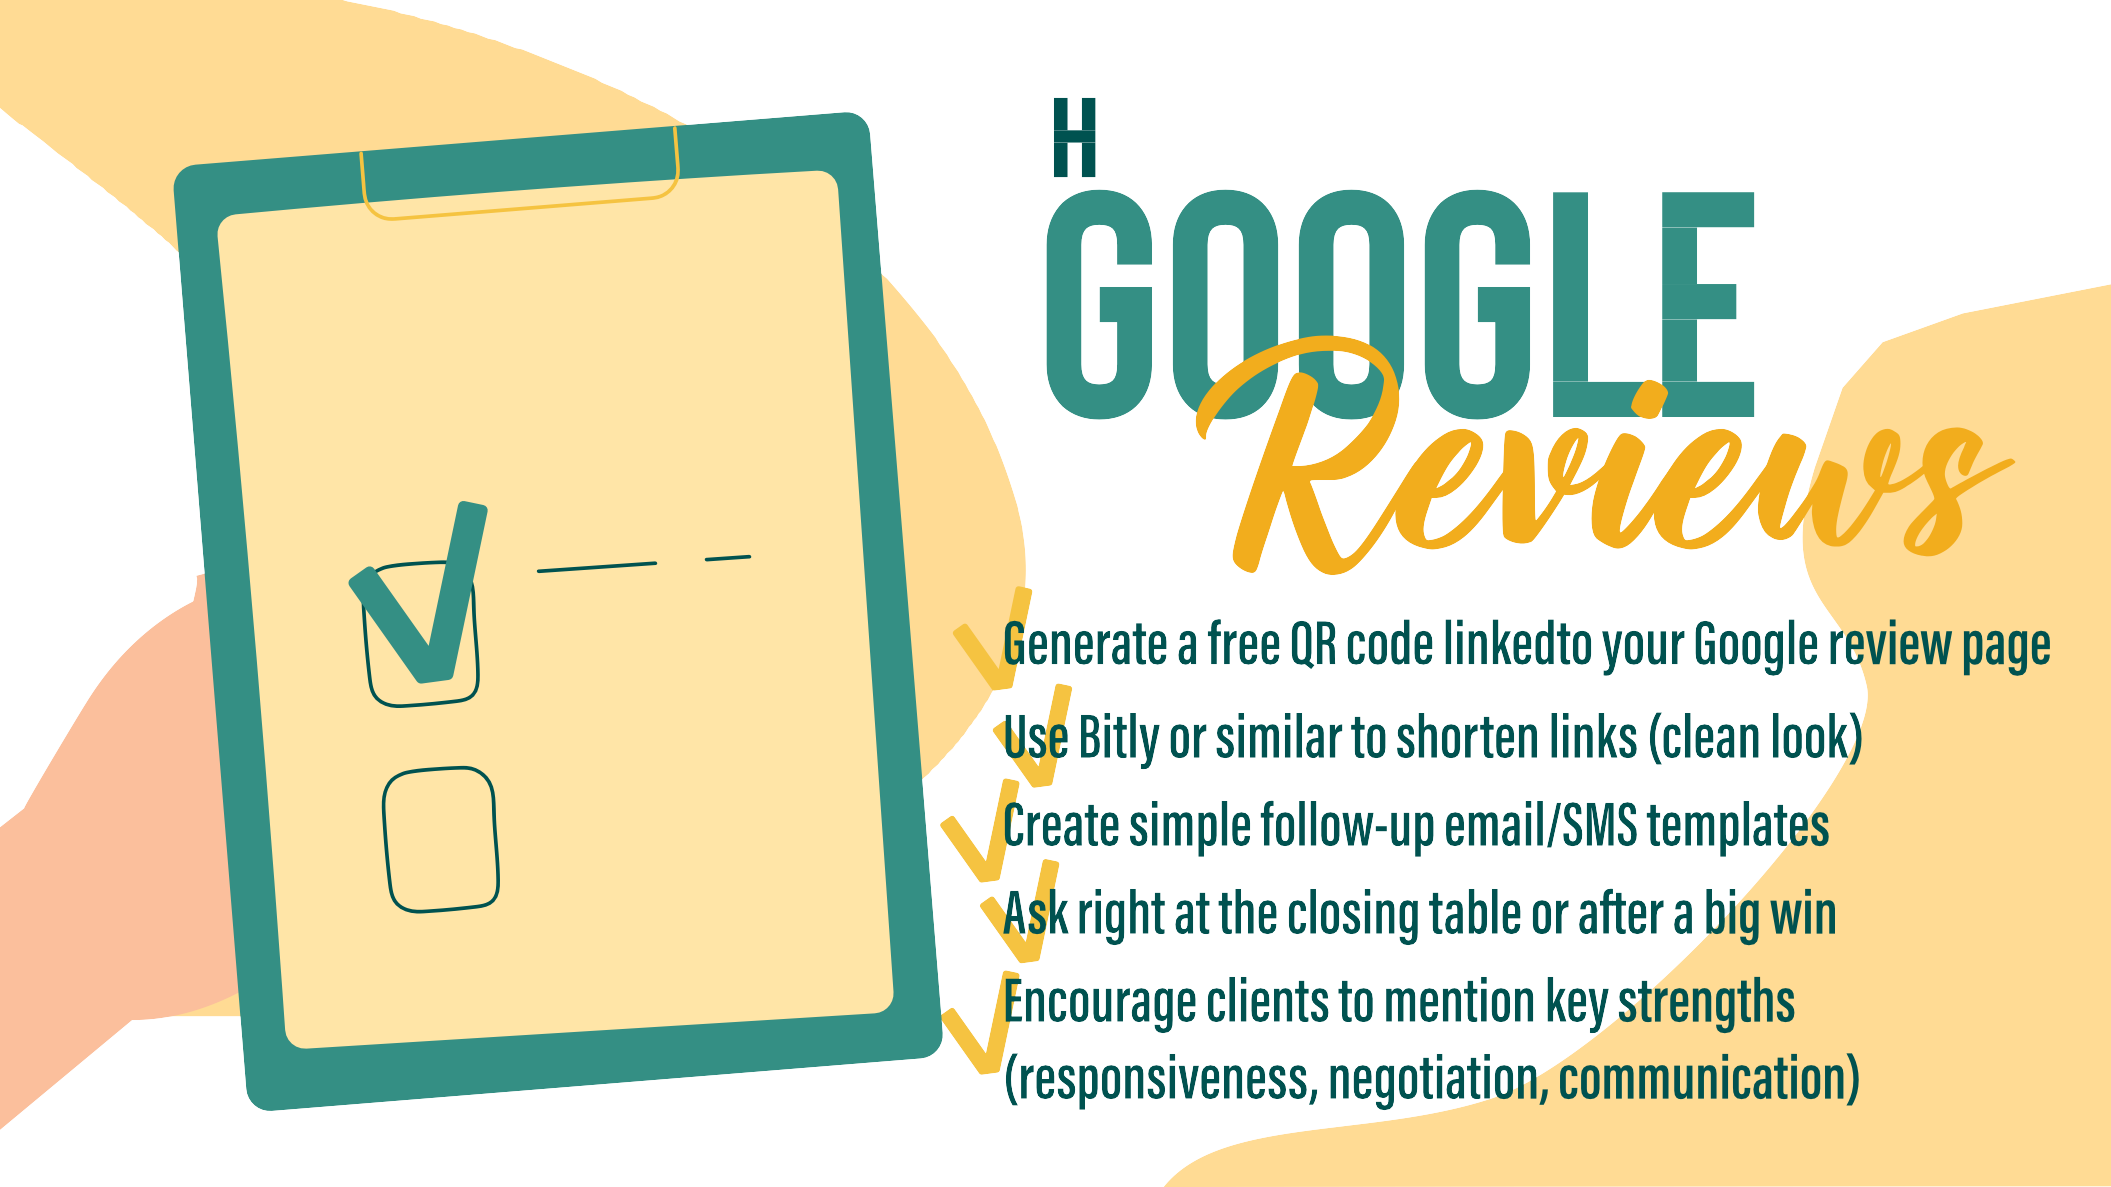 H
GOOGLE
Reviews
Generate a free QR code linkedto your Google review page
Use Bitly or similar to shorten links (clean look)
Create simple follow-up email/SMS templates
Ask right at the closing table or after a big win
Encourage clients to mention key strengths
(responsiveness, negotiation, communication)